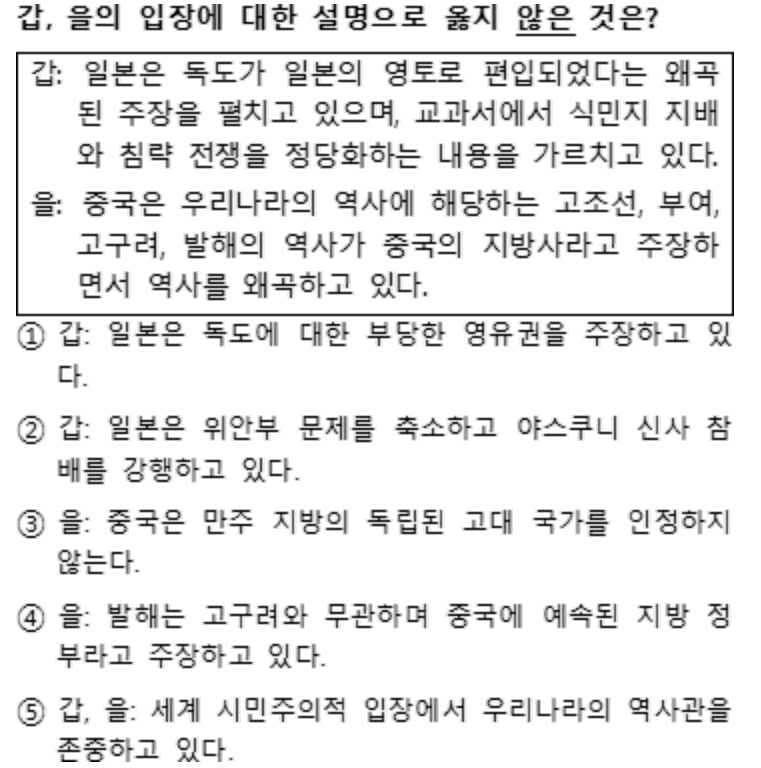 갑, 을의 입장에 대한 설명으로 옳지 않은 것은?
갑: 일본은 독도가 일본의 영토로 편입되었다는 왜곡
된 주장을 펼치고 있으며, 교과서에서 식민지 지배
와 침략 전쟁을 정당화하는 내용을 가르치고 있다.
을: 중국은 우리나라의 역사에 해당하는 고조선, 부여,
고구려, 발해의 역사가 중국의 지방사라고 주장하
면서 역사를 왜곡하고 있다.
① 갑: 일본은 독도에 대한 부당한 영유권을 주장하고 있
다.
② 갑: 일본은 위안부 문제를 축소하고 야스쿠니 신사 참
배를 강행하고 있다.
③ 을: 중국은 만주 지방의 독립된 고대 국가를 인정하지
않는다.
④ 을: 발해는 고구려와 무관하며 중국에 예속된 지방 정
부라고 주장하고 있다.
⑤ 갑, 을: 세계 시민주의적 입장에서 우리나라의 역사관을
존중하고 있다.